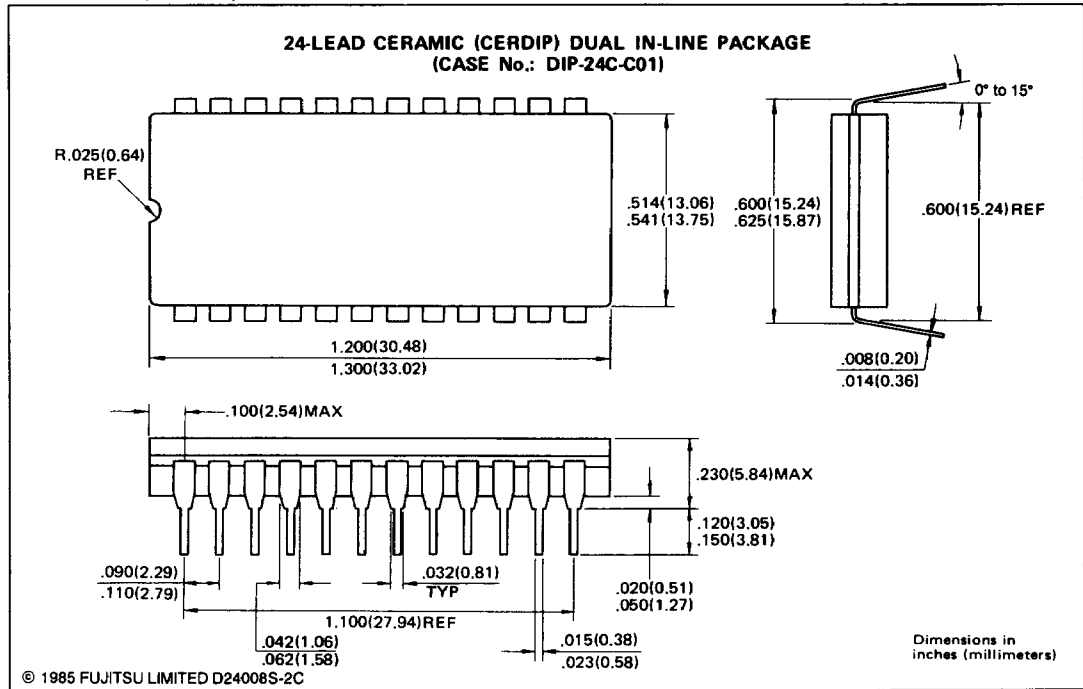 24-LEAD CERAMIC (CERDIP) DUAL IN-LINE PACKAGE
(CASE No.: DIP-24C-C01)
R.025(0.64)
REF
.514(13.06)
.541(13.75)
.600(15.24)
.625(15.87)
0° to 15°
.600(15.24)REF
1.200(30.48)
1.300(33.02)
.008(0.20)
.014(0.36)
.100(2.54)MAX
.230(5.84)MAX
.120(3.05)
.150(3.81)
.090(2.29)
.110(2.79)
.032(0.81)
TYP
.020(0.51)
.050(1.27)
1.100(27.94)REF
.042(1.06)
.062(1.58)
.015(0.38)
.023(0.58)
Dimensions in
inches (millimeters)
© 1985 FUJITSU LIMITED D24008S-2C